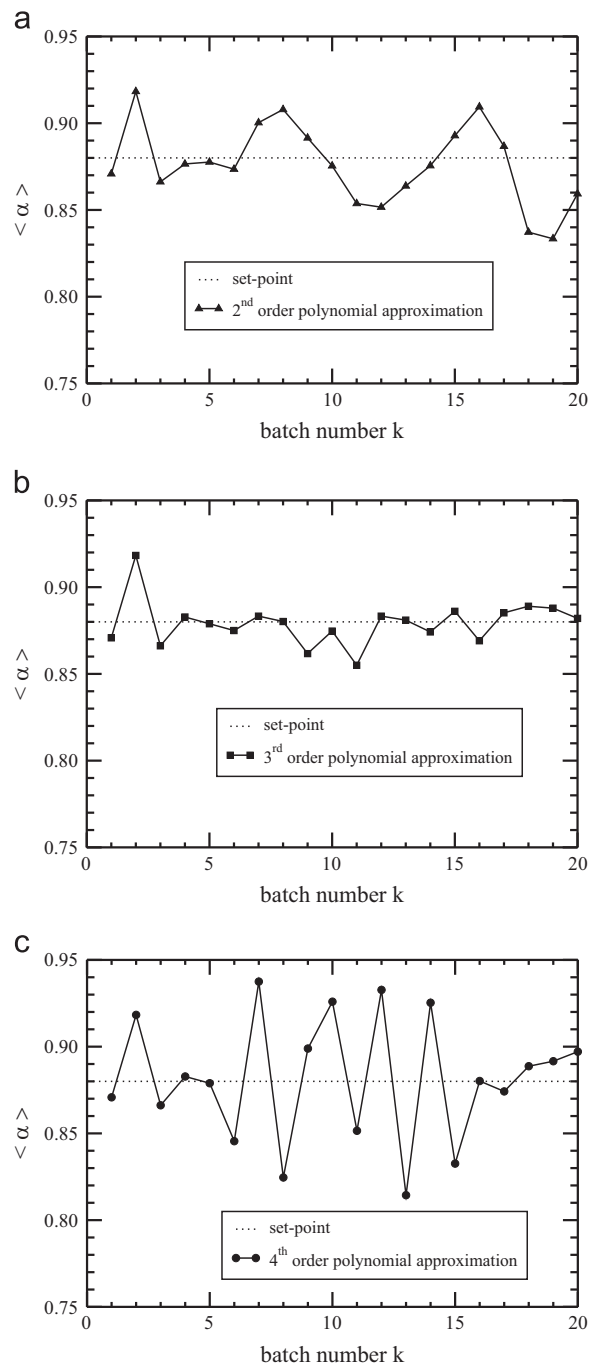 a
0.95
0.90
0.85
0.80
0.75
< α >
set-point
2nd order polynomial approximation
0 5 10 15 20
batch number k
b
0.95
0.90
0.85
0.80
0.75
< α >
set-point
3rd order polynomial approximation
0 5 10 15 20
batch number k
c
0.95
0.90
0.85
0.80
0.75
< α >
set-point
4th order polynomial approximation
0 5 10 15 20
batch number k